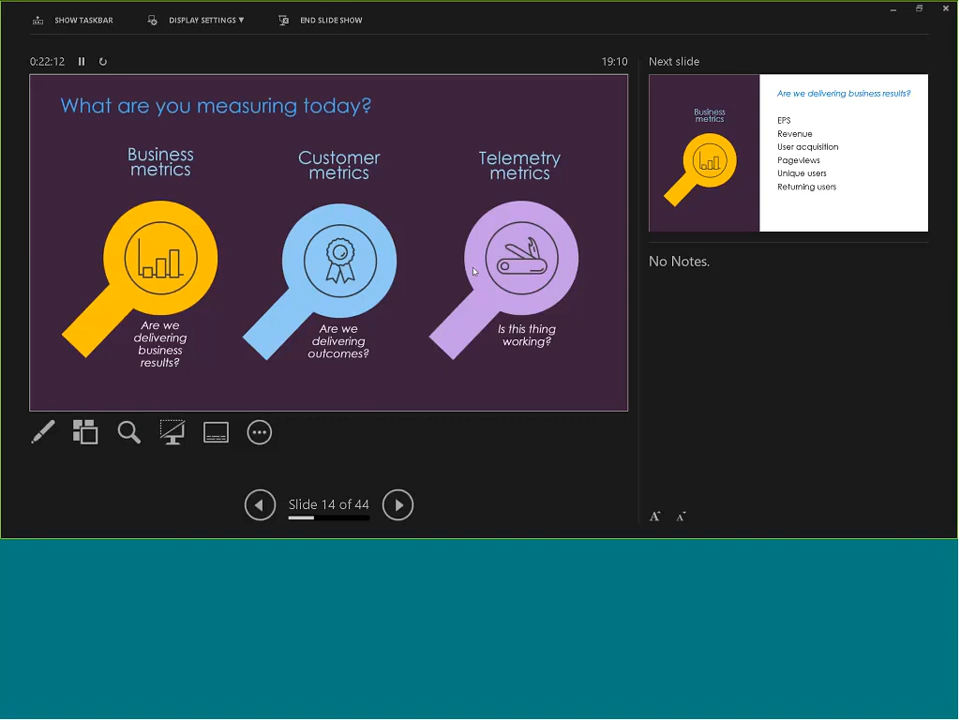 SHOW TASKBAR
DISPLAY SETTINGS ▼
END SLIDE SHOW
0:22:12
19:10
Next slide
What are you measuring today?
Business
metrics
Customer
metrics
Telemetry
metrics
Are we
delivering
business
results?
Are we
delivering
outcomes?
Is this thing
working?
Business
metrics
Are we delivering business results?
EPS
Revenue
User acquisition
Pageviews
Unique users
Returning users
No Notes.
Slide 14 of 44
A
A